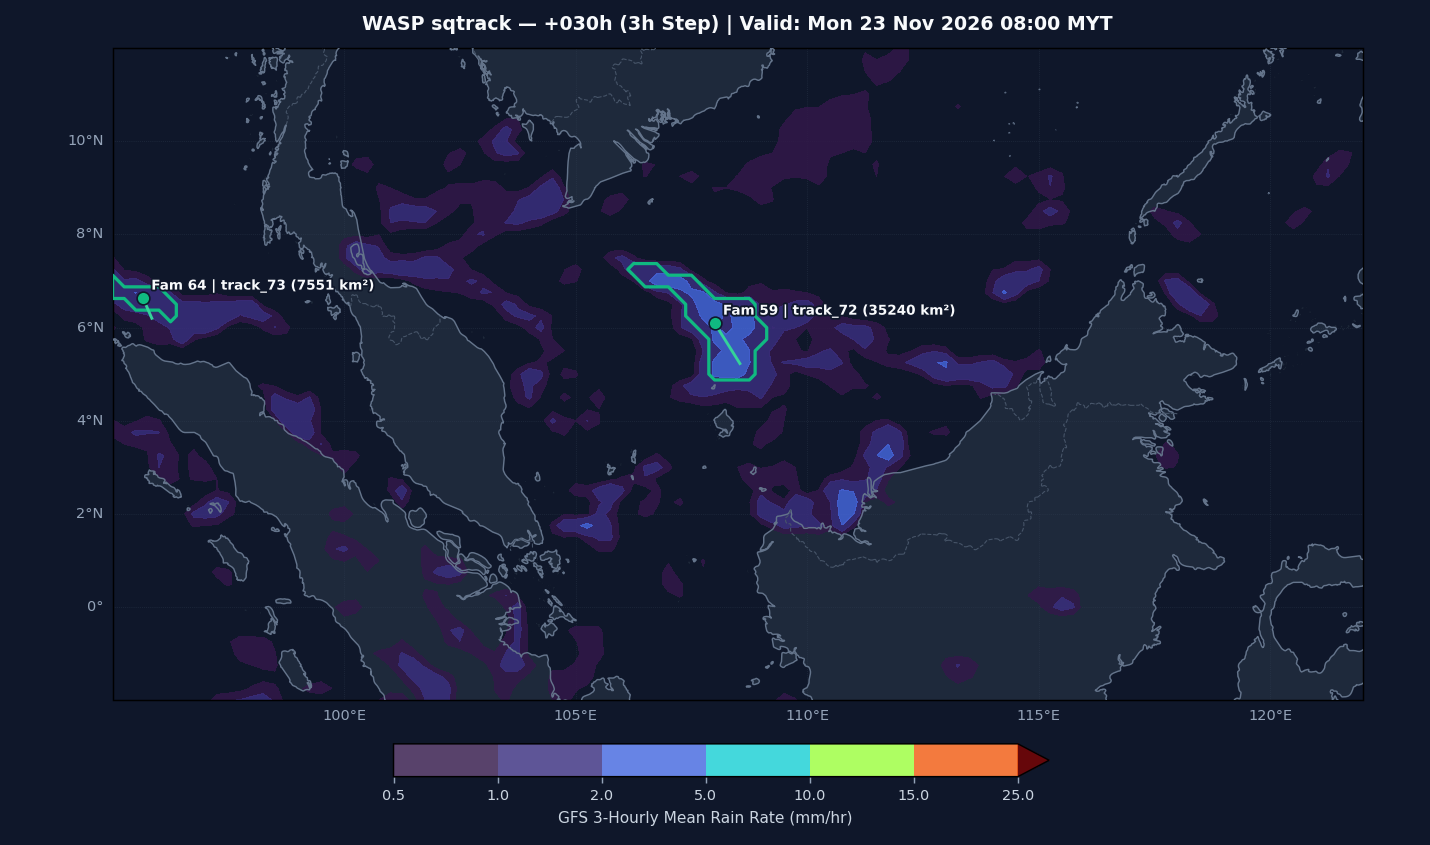 WASP sqtrack — +030h (3h Step) | Valid: Mon 23 Nov 2026 08:00 MYT
10°N
8°N
Fam 64 | track_73 (7551 km²)
Fam 59 | track_72 (35240 km²)
6°N
4°N
2°N
0°
100°E 105°E 110°E 115°E 120°E
0.5 1.0 2.0 5.0 10.0 15.0 25.0
GFS 3-Hourly Mean Rain Rate (mm/hr)